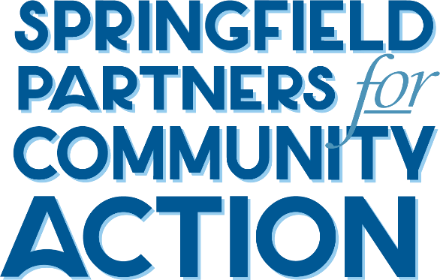 SPRINGFIELD
PARTNERS for
COMMUNITY
ACTION